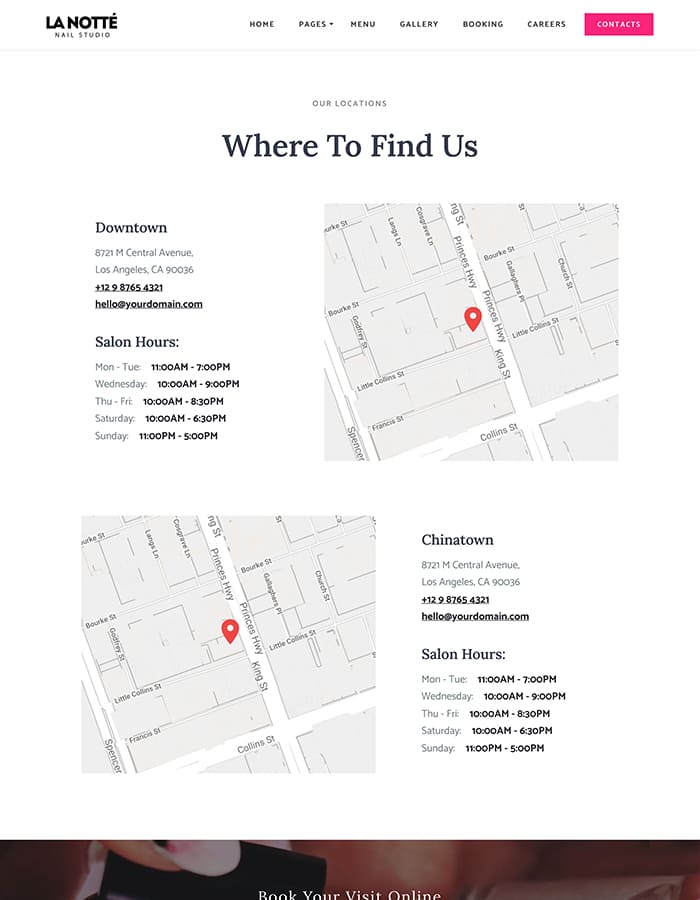 LA NOTTÉ
NAIL STUDIO
HOME PAGES MENU GALLERY BOOKING CAREERS CONTACTS
OUR LOCATIONS
Where To Find Us
Downtown
8721 M Central Avenue,
Los Angeles, CA 90036
+12 9 8765 4321
hello@yourdomain.com
Salon Hours:
Mon - Tue: 11:00AM - 7:00PM
Wednesday: 10:00AM - 9:00PM
Thu - Fri: 10:00AM - 8:30PM
Saturday: 10:00AM - 6:30PM
Sunday: 11:00PM - 5:00PM
urke St
Langs Ln
Cosgrave Ln
ng St
Princes Hwy
Bourke St
Gallaghers Pl
Church St
Bourke St
Godfrey St
Princes Hwy
Little Collins St
King St
Little Collins St
Francis St
Collins St
Spencer
urke St
Langs Ln
Cosgrave Ln
ng St
Princes Hwy
Bourke St
Gallaghers Pl
Church St
Bourke St
Godfrey St
Princes Hwy
Little Collins St
King St
Little Collins St
Francis St
Collins St
Spencer
Chinatown
8721 M Central Avenue,
Los Angeles, CA 90036
+12 9 8765 4321
hello@yourdomain.com
Salon Hours:
Mon - Tue: 11:00AM - 7:00PM
Wednesday: 10:00AM - 9:00PM
Thu - Fri: 10:00AM - 8:30PM
Saturday: 10:00AM - 6:30PM
Sunday: 11:00PM - 5:00PM
Book Your Visit Online